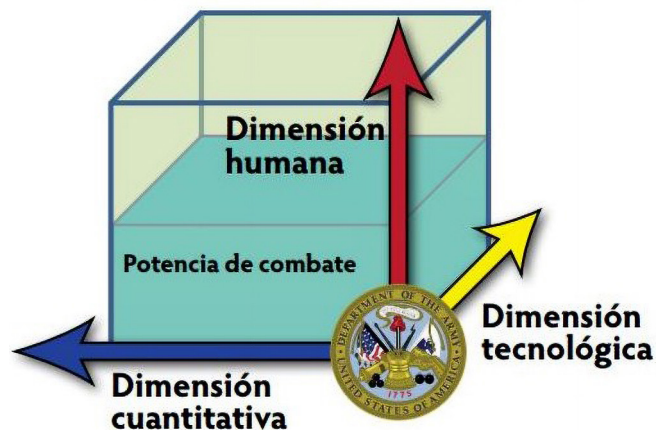 Dimensión
humana
Potencia de combate
Dimensión
tecnológica
Dimensión
cuantitativa
DEPARTMENT OF THE ARMY
UNITED STATES OF AMERICA
1775